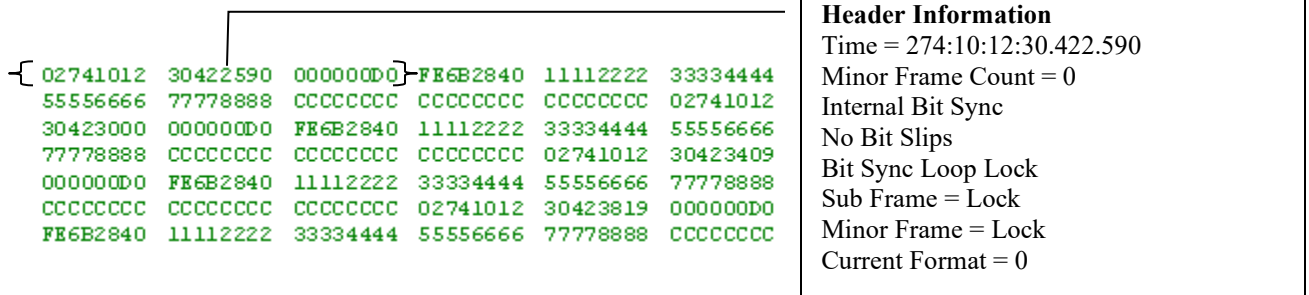 02741012 30422590 000000D0 FE6B2840 11112222 33334444
55556666 77778888 CCCCCCCC CCCCCCCC CCCCCCCC 02741012
30423000 000000D0 FE6B2840 11112222 33334444 55556666
77778888 CCCCCCCC CCCCCCCC CCCCCCCC 02741012 30423409
000000D0 FE6B2840 11112222 33334444 55556666 77778888
CCCCCCCC CCCCCCCC CCCCCCCC 02741012 30423819 000000D0
FE6B2840 11112222 33334444 55556666 77778888 CCCCCCCC
Header Information
Time = 274:10:12:30.422.590
Minor Frame Count = 0
Internal Bit Sync
No Bit Slips
Bit Sync Loop Lock
Sub Frame = Lock
Minor Frame = Lock
Current Format = 0